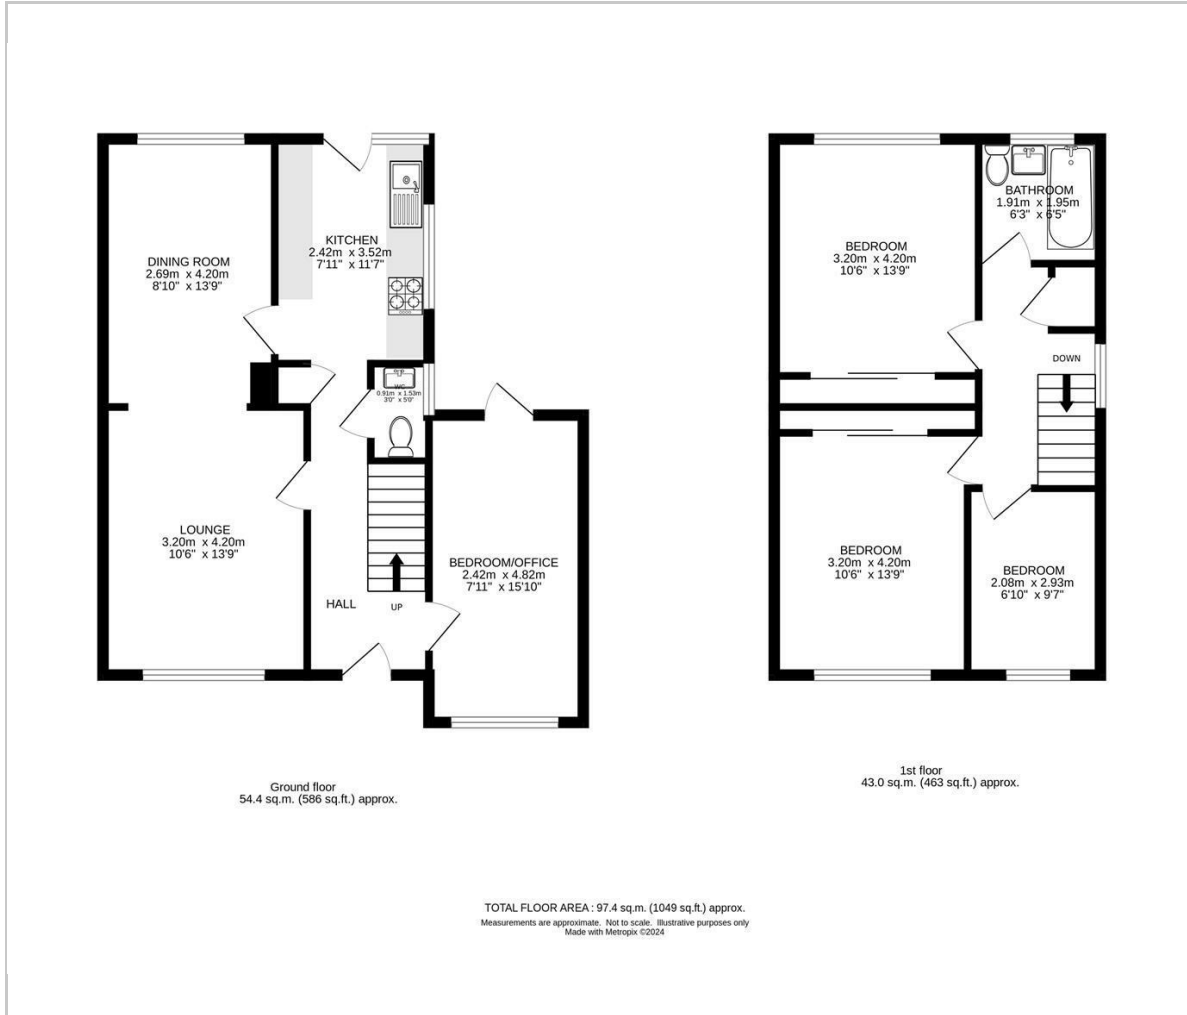 DINING ROOM
2.69m x 4.20m
8'10" x 13'9"
KITCHEN
2.42m x 3.52m
7'11" x 11'7"
WC
0.91m x 1.53m
3'0" x 5'0"
LOUNGE
3.20m x 4.20m
10'6" x 13'9"
HALL
UP
BEDROOM/OFFICE
2.42m x 4.82m
7'11" x 15'10"
Ground floor
54.4 sq.m. (586 sq.ft.) approx.
BEDROOM
3.20m x 4.20m
10'6" x 13'9"
BATHROOM
1.91m x 1.95m
6'3" x 6'5"
DOWN
BEDROOM
3.20m x 4.20m
10'6" x 13'9"
BEDROOM
2.08m x 2.93m
6'10" x 9'7"
1st floor
43.0 sq.m. (463 sq.ft.) approx.
TOTAL FLOOR AREA : 97.4 sq.m. (1049 sq.ft.) approx.
Measurements are approximate. Not to scale. Illustrative purposes only
Made with Metropix ©2024